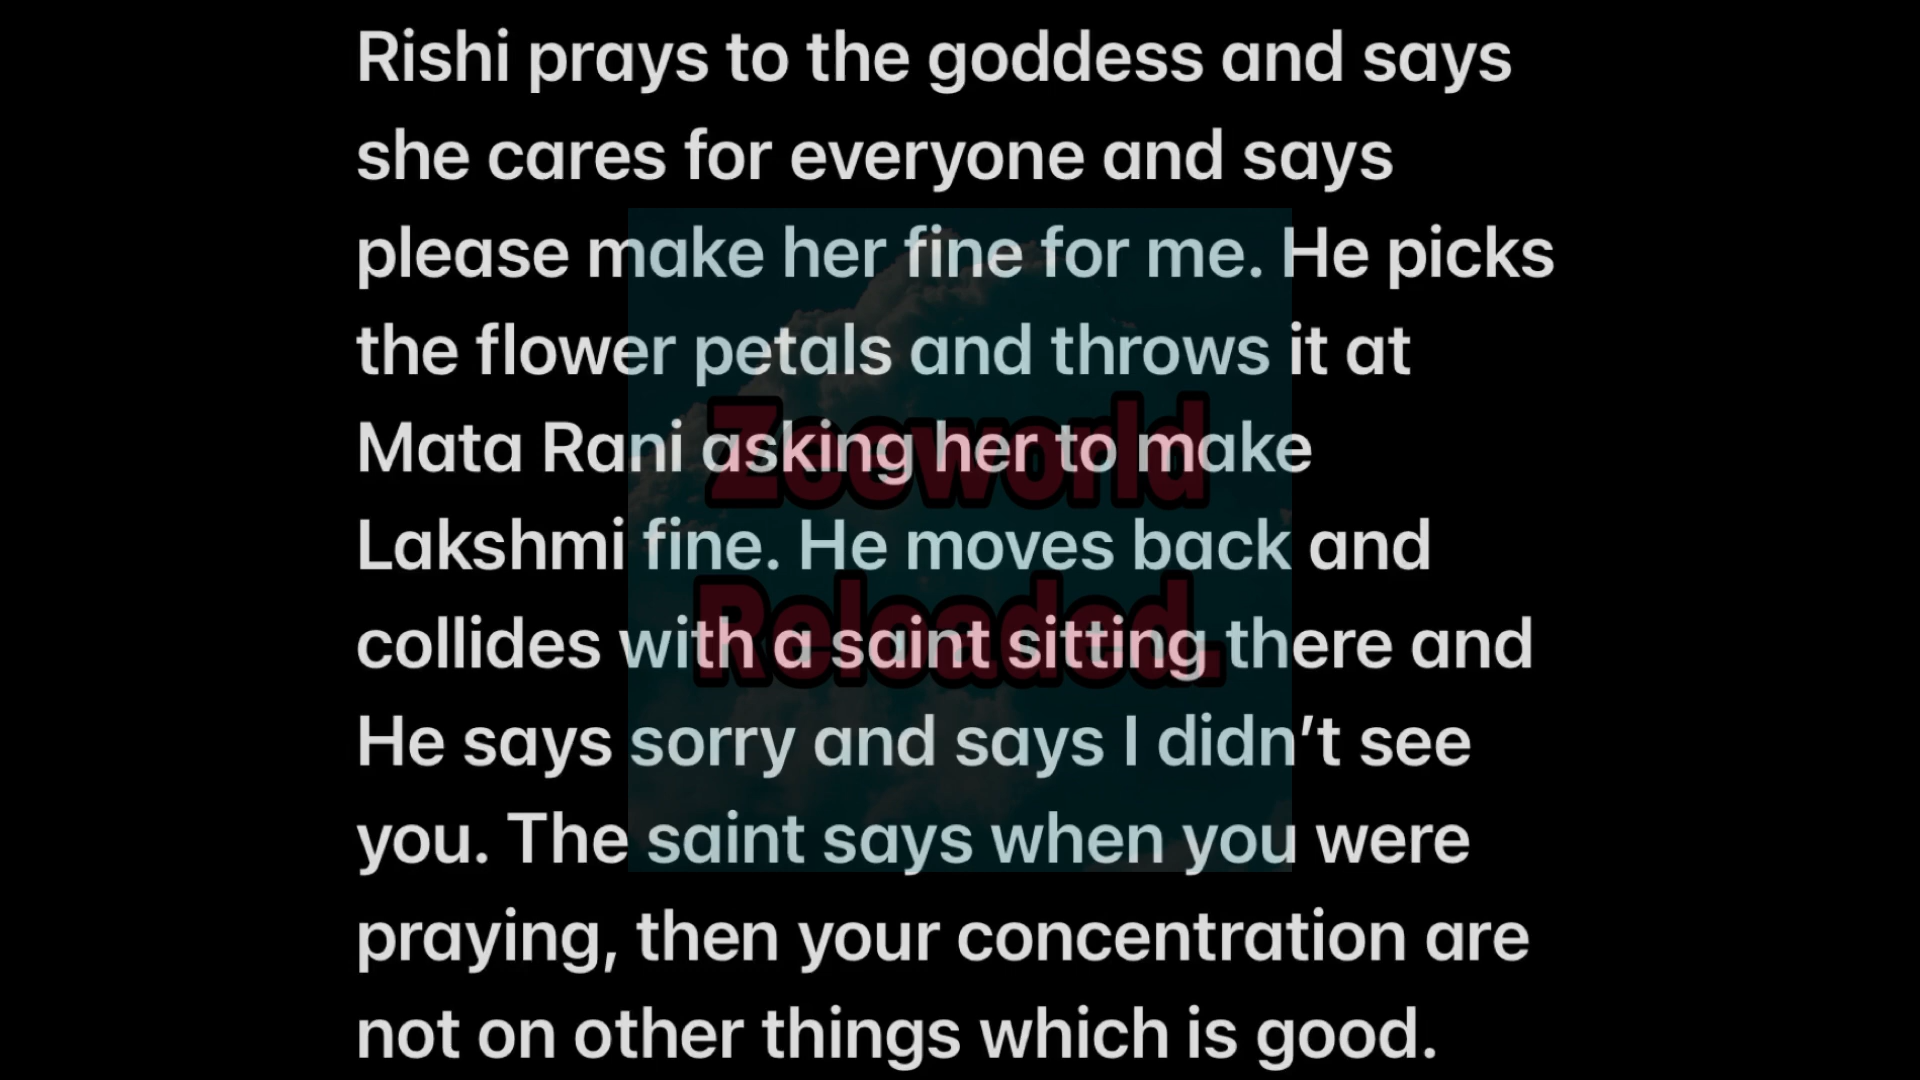 Rishi prays to the goddess and says
she cares for everyone and says
please make her fine for me. He picks
the flower petals and throws it at
Mata Rani asking her to make
Lakshmi fine. He moves back and
collides with a saint sitting there and
He says sorry and says I didn’t see
you. The saint says when you were
praying, then your concentration are
not on other things which is good.
Zeeworld
Reloaded.